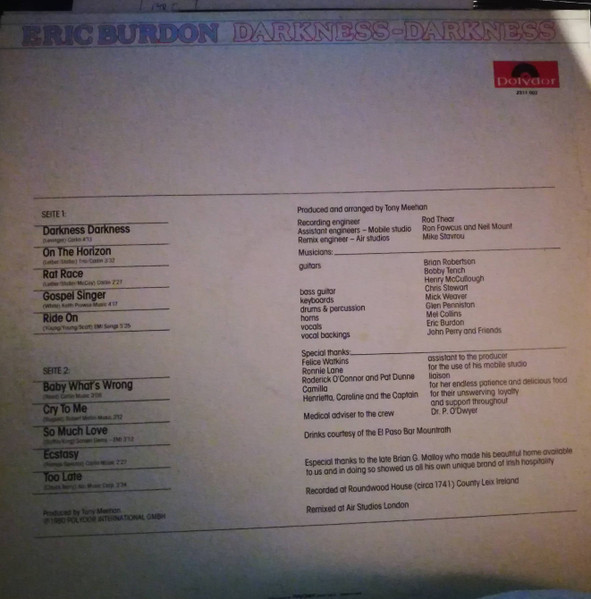 ERIC BURDON DARKNESS-DARKNESS
Polydor
SEITE 1:
Darkness Darkness
On The Horizon
Rat Race
Gospel Singer
Ride On
SEITE 2:
Baby What's Wrong
Cry To Me
So Much Love
Ecstasy
Too Late
Produced by Tony Meehan
℗ 1980 POLYDOR INTERNATIONAL GMBH
Produced and arranged by Tony Meehan
Recording engineer Rod Thear
Assistant engineers – Mobile studio Ron Fawcus and Neil Mount
Remix engineer – Air studios Mike Stavrou
Musicians:
guitars Brian Robertson
Bobby Tench
Henry McCullough
bass guitar Chris Stewart
keyboards Mick Weaver
drums & percussion Glen Penniston
horns Mel Collins
vocals Eric Burdon
vocal backings John Perry and Friends
Special thanks:
Felice Watkins assistant to the producer
Ronnie Lane for the use of his mobile studio
Roderick O'Connor and Pat Dunne liaison
Camilla for her endless patience and delicious food
Henrietta, Caroline and the Captain for their unswerving loyalty
and support throughout
Medical adviser to the crew Dr. P. O'Dwyer
Drinks courtesy of the El Paso Bar Mountrath
Especial thanks to the late Brian G. Malloy who made his beautiful home available
to us and in doing so showed us all his own unique brand of Irish hospitality
Recorded at Roundwood House (circa 1741) County Leix Ireland
Remixed at Air Studios London